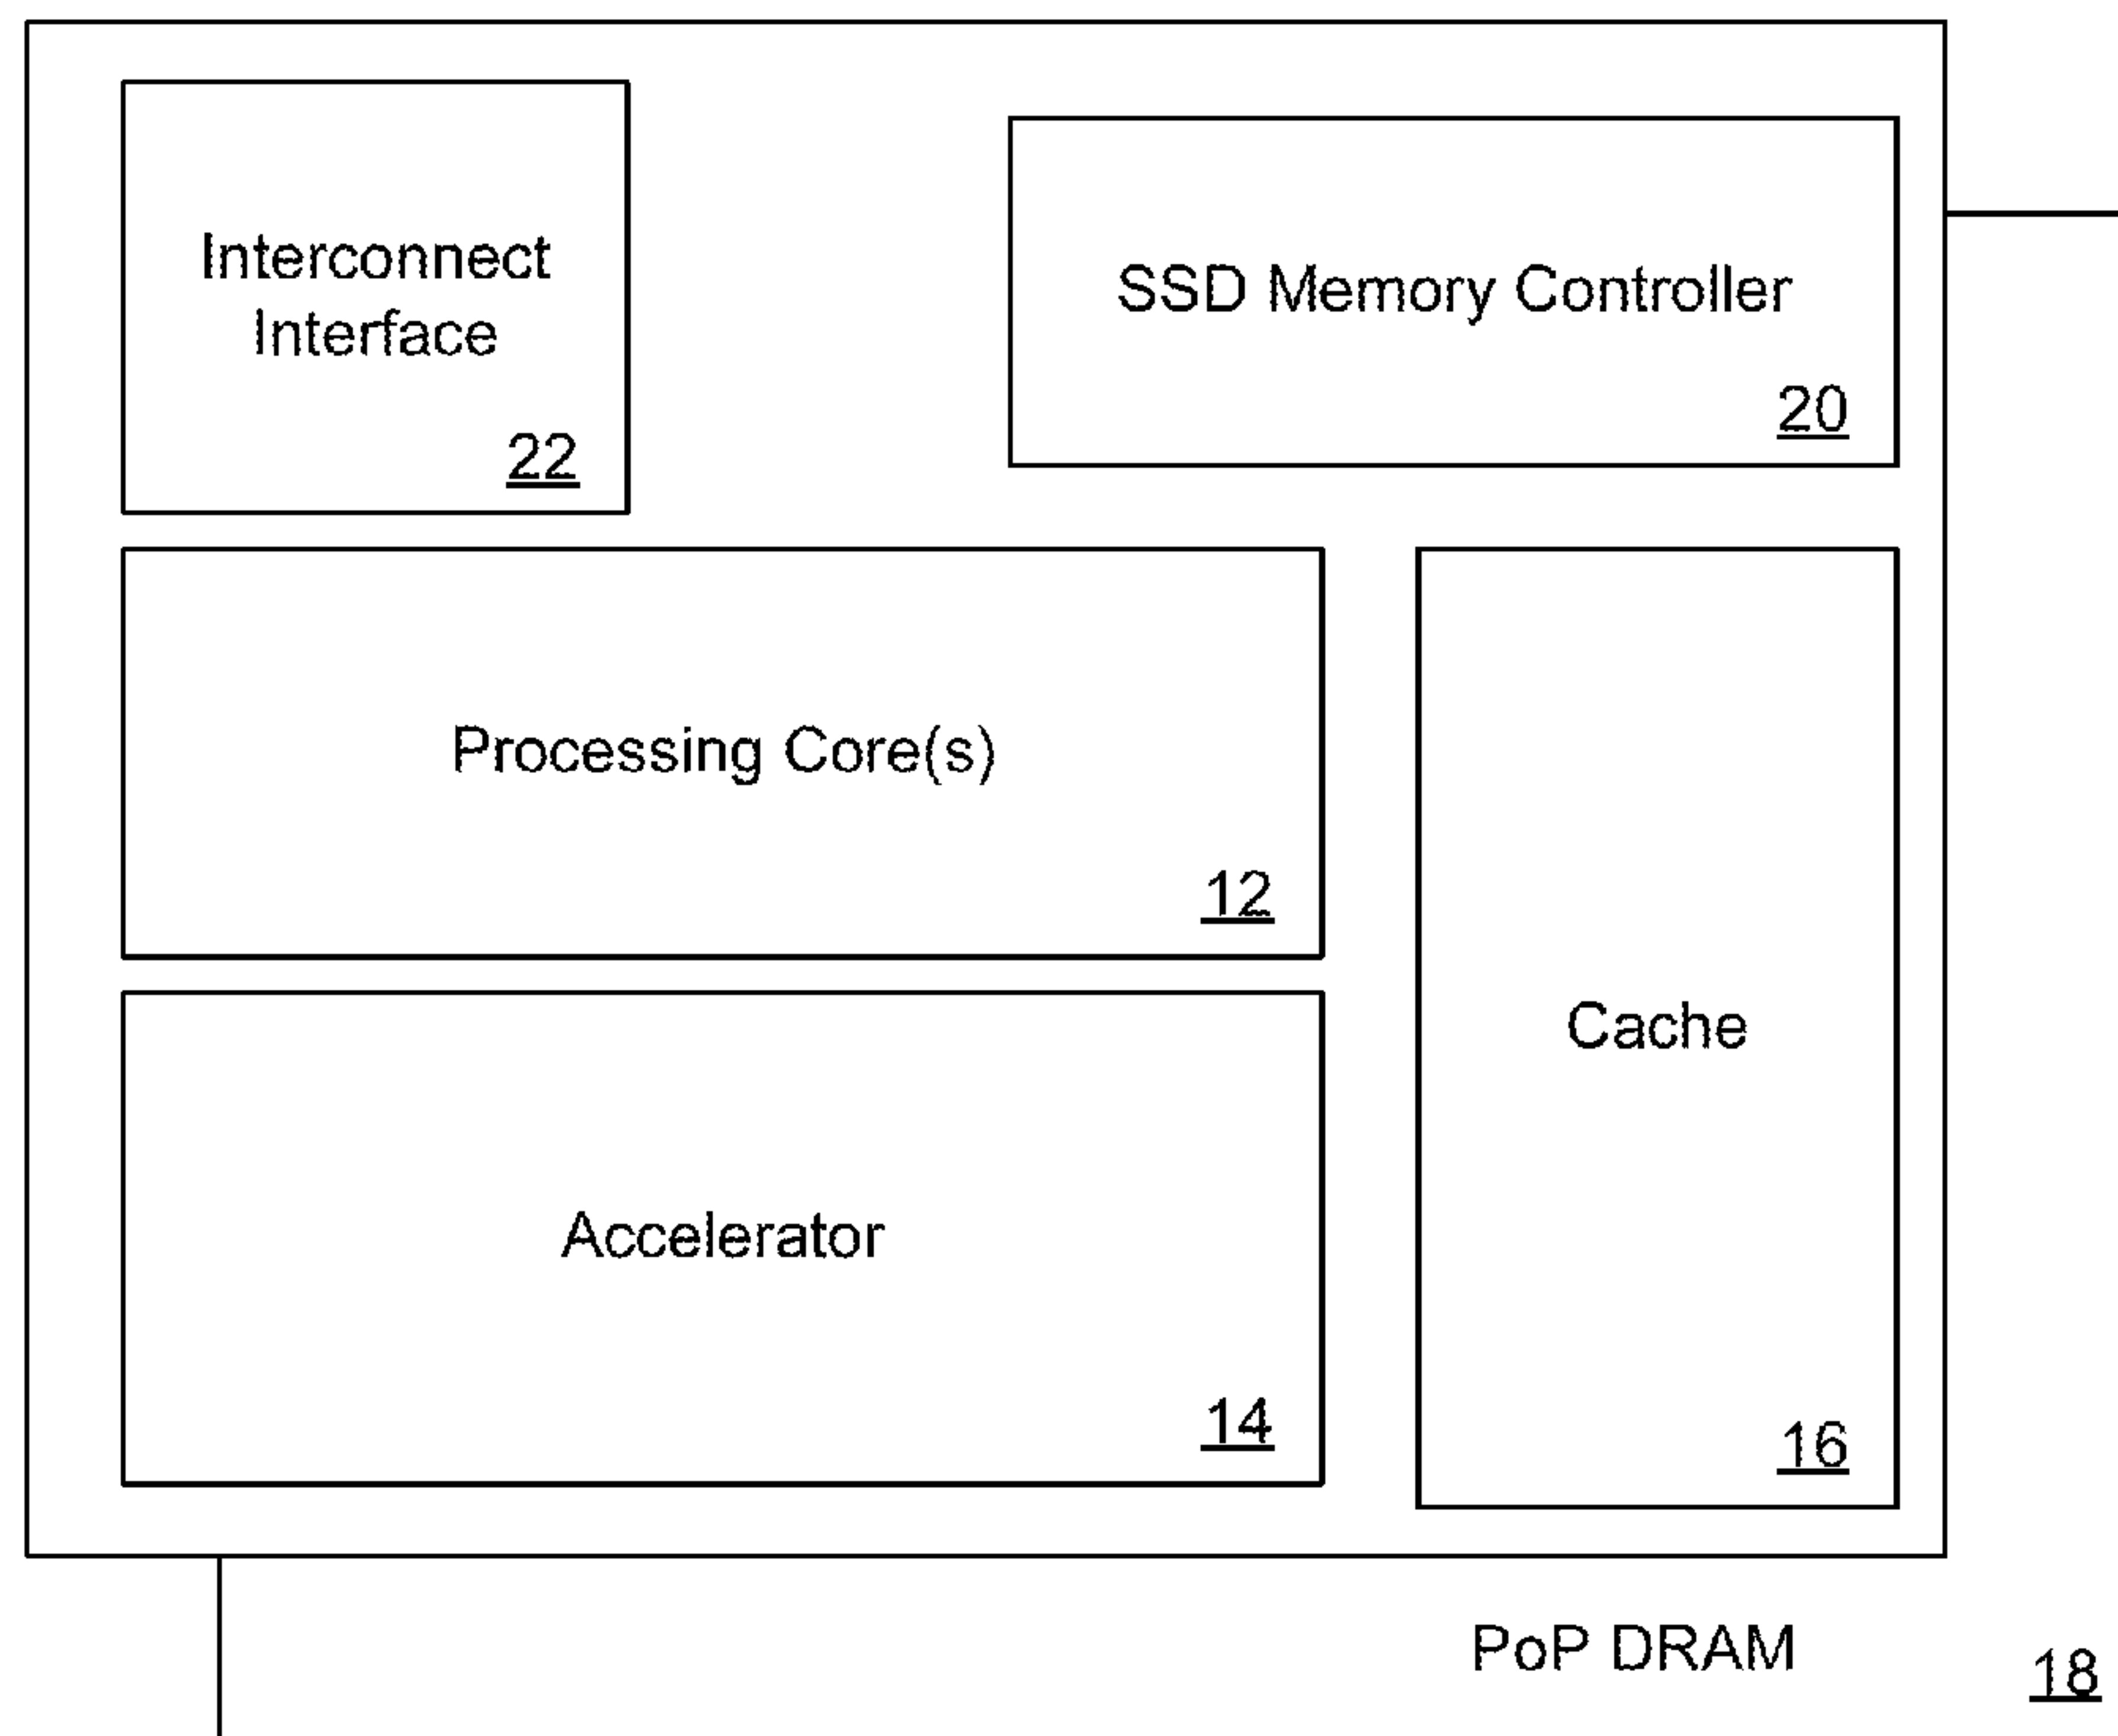 Interconnect
Interface
22
SSD Memory Controller
20
Processing Core(s)
12
Cache
16
Accelerator
14
PoP DRAM
18